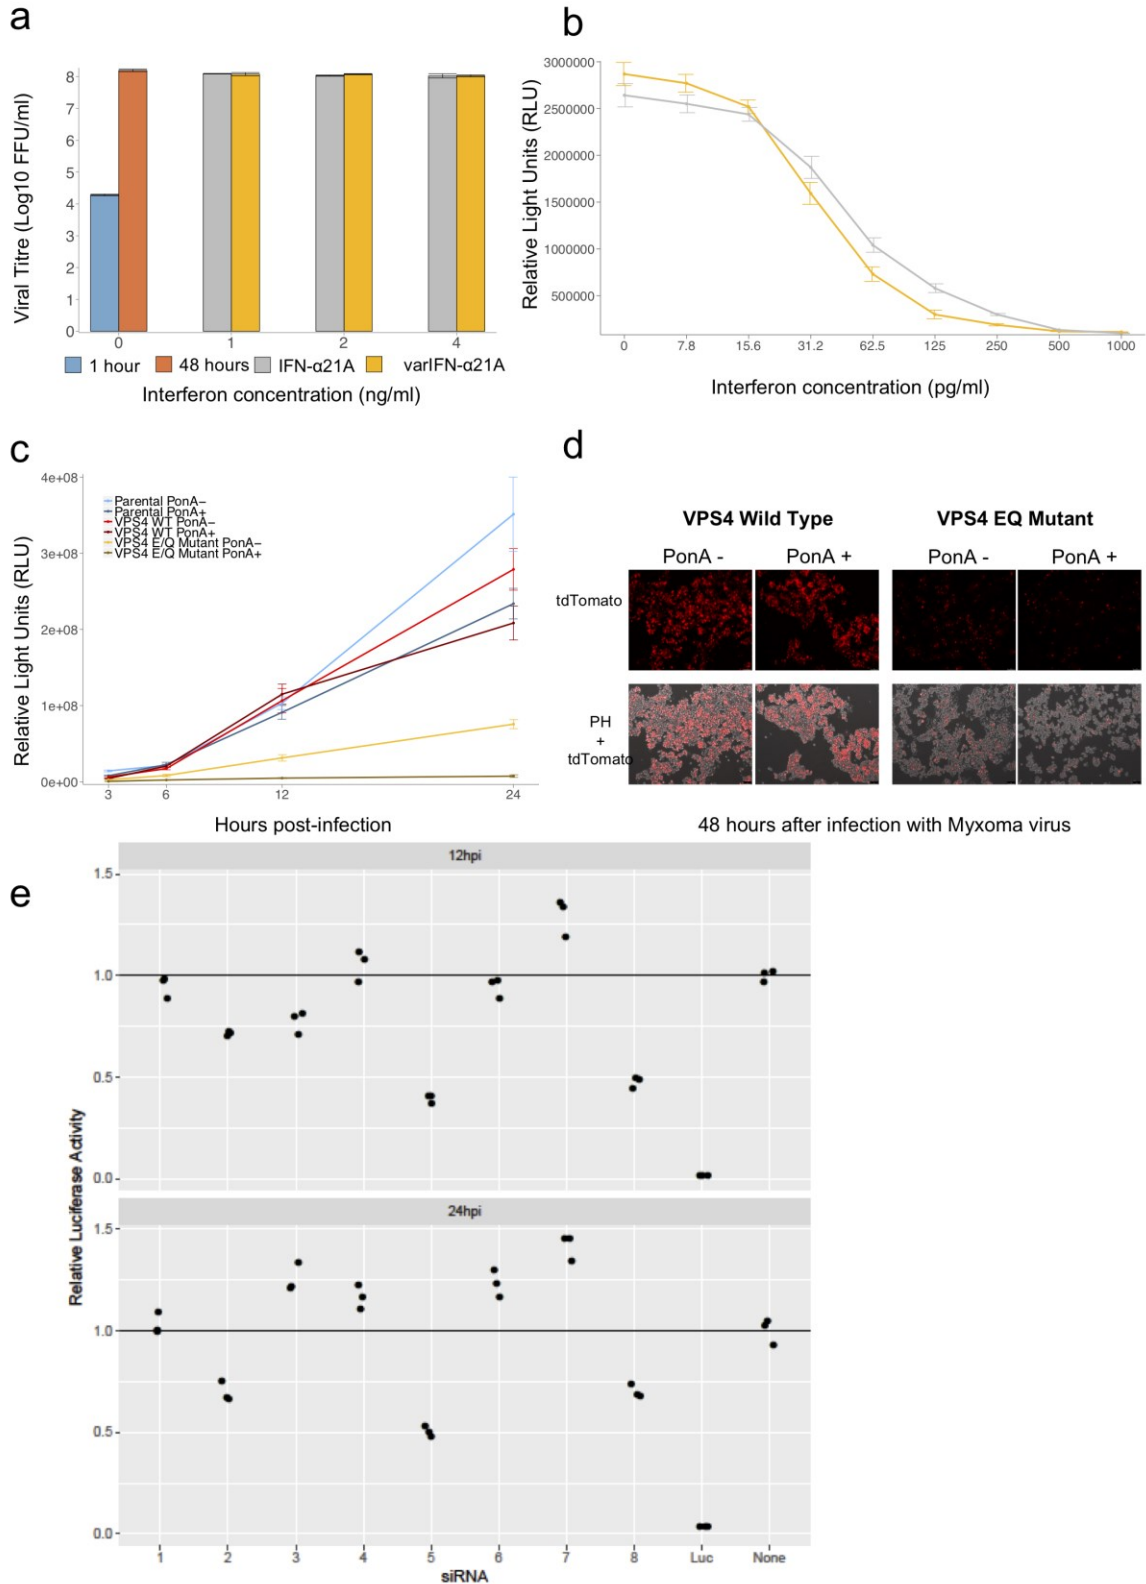 a
Viral Titre (Log10 FFU/ml)
8
7
6
5
4
3
2
1
0
0 1 2 4
1 hour 48 hours IFN-α21A varIFN-α21A
Interferon concentration (ng/ml)
b
Relative Light Units (RLU)
3000000
2500000
2000000
1500000
1000000
500000
0 7.8 15.6 31.2 62.5 125 250 500 1000
Interferon concentration (pg/ml)
c
Relative Light Units (RLU)
4e+08
3e+08
2e+08
1e+08
0e+00
Parental PonA−
Parental PonA+
VPS4 WT PonA−
VPS4 WT PonA+
VPS4 E/Q Mutant PonA−
VPS4 E/Q Mutant PonA+
3 6 12 24
Hours post-infection
d
VPS4 Wild Type VPS4 EQ Mutant
PonA - PonA + PonA - PonA +
tdTomato
PH
+
tdTomato
48 hours after infection with Myxoma virus
e
Relative Luciferase Activity
12hpi
1.5
1.0
0.5
0.0
24hpi
1.5
1.0
0.5
0.0
1 2 3 4 5 6 7 8 Luc None
siRNA